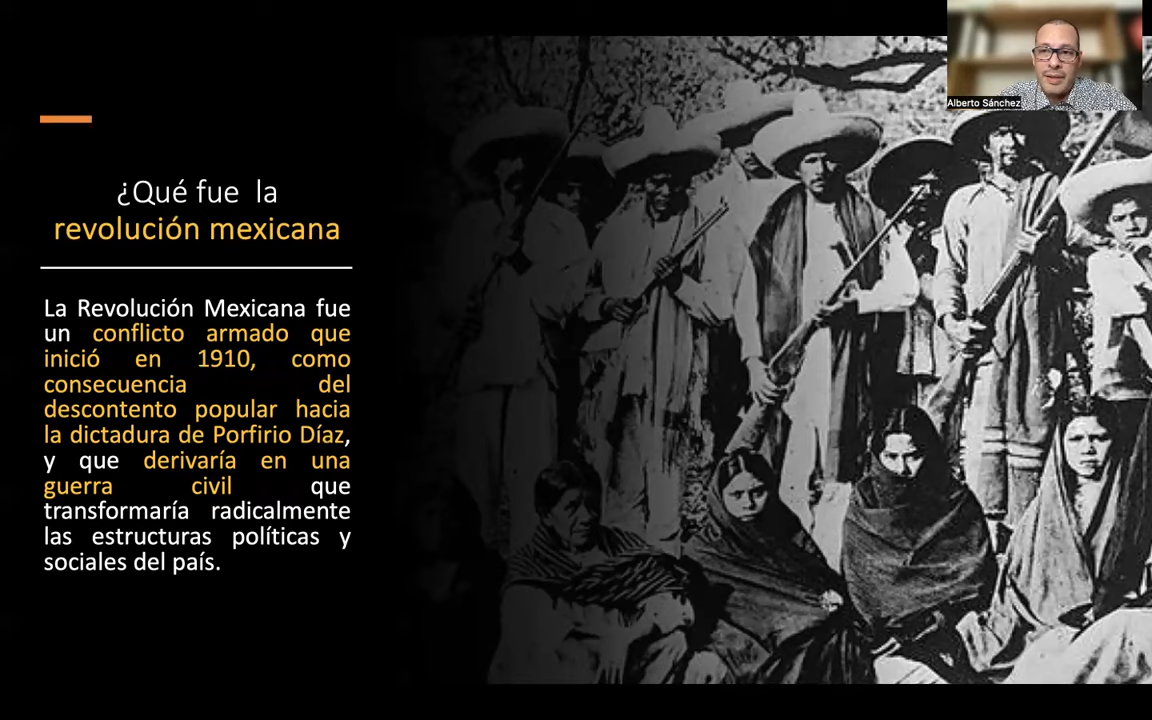 ¿Qué fue la
revolución mexicana
La Revolución Mexicana fue
un conflicto armado que
inició en 1910, como
consecuencia del
descontento popular hacia
la dictadura de Porfirio Díaz,
y que derivaría en una
guerra civil que
transformaría radicalmente
las estructuras políticas y
sociales del país.
Alberto Sánchez